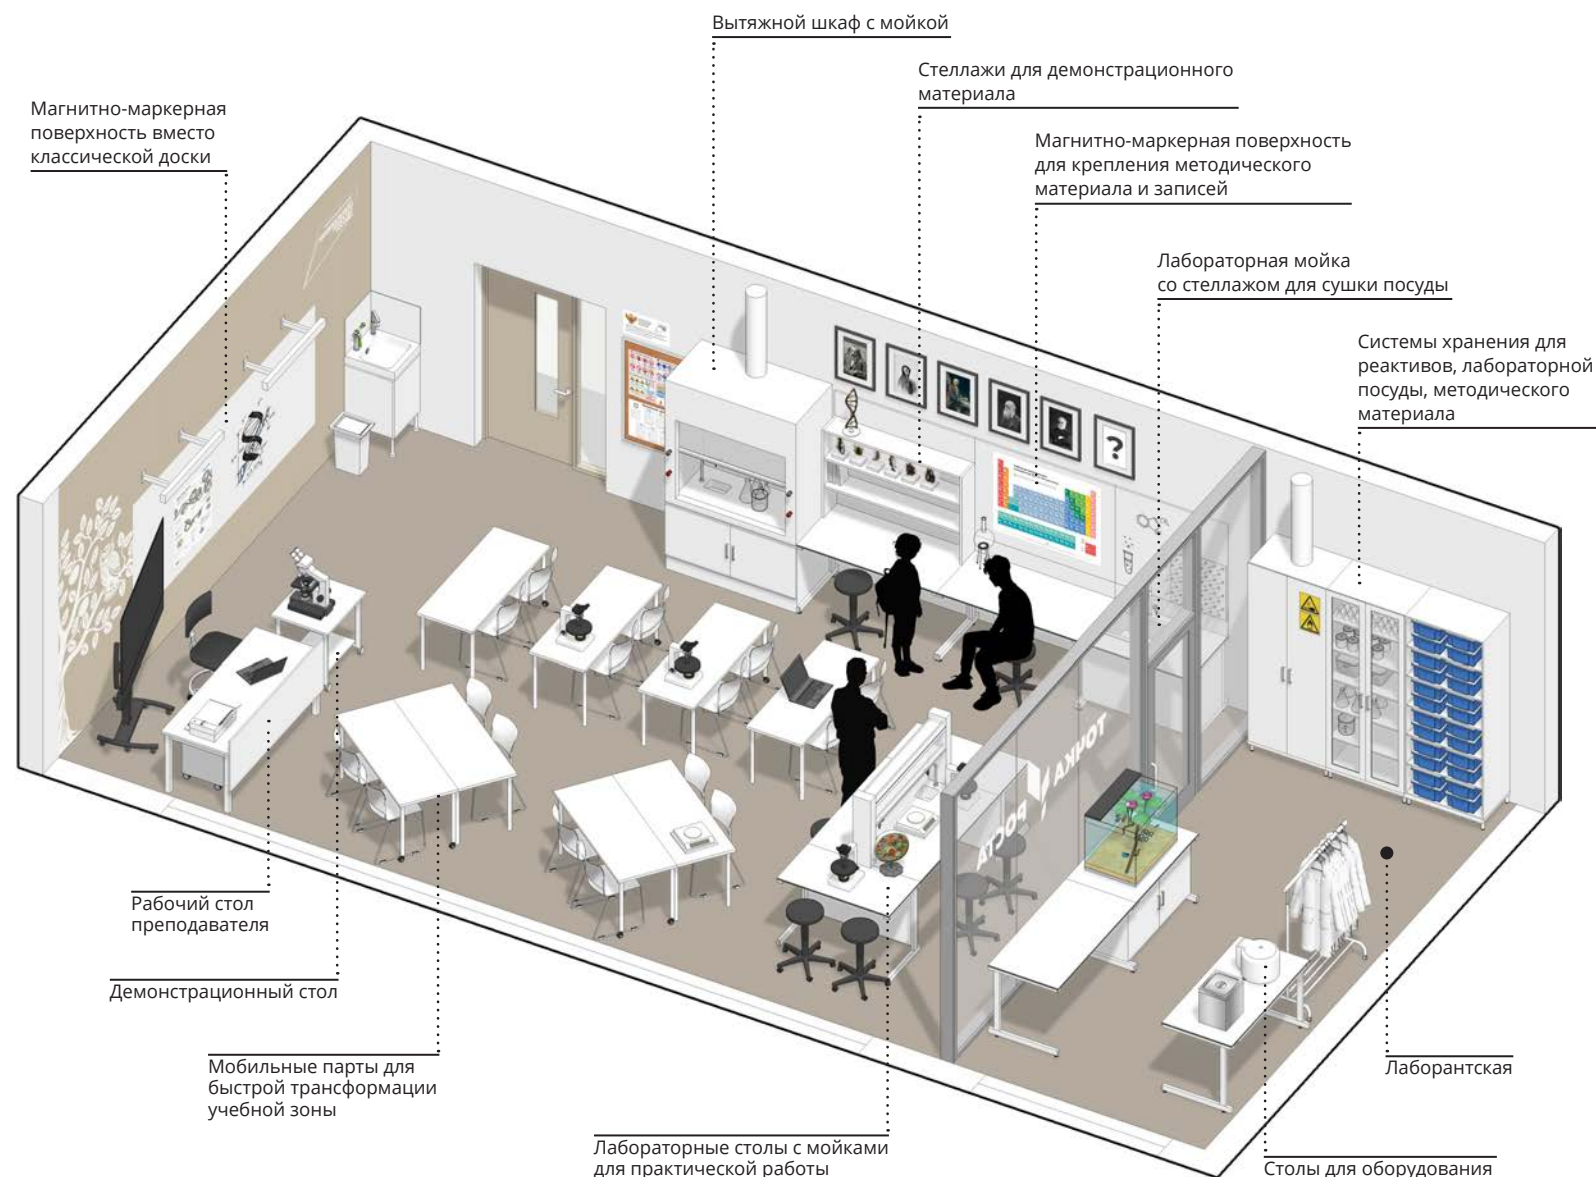 Вытяжной шкаф с мойкой
Стеллажи для демонстрационного
материала
Магнитно-маркерная
поверхность вместо
классической доски
Магнитно-маркерная поверхность
для крепления методического
материала и записей
Лабораторная мойка
со стеллажом для сушки посуды
Системы хранения для
реактивов, лабораторной
посуды, методического
материала
?
ТОЧКА
РОСТА
Рабочий стол
преподавателя
Демонстрационный стол
Мобильные парты для
быстрой трансформации
учебной зоны
Лабораторные столы с мойками
для практической работы
Лаборантская
Столы для оборудования